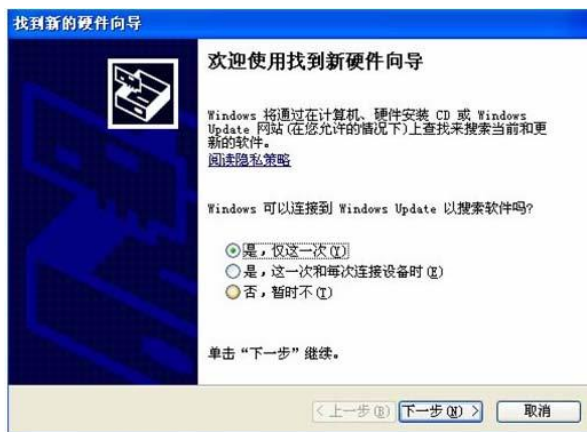 找到新的硬件向导
欢迎使用找到新硬件向导
Windows 将通过在计算机、硬件安装 CD 或 Windows
Update 网站(在您允许的情况下)上查找来搜索当前和更
新的软件。
阅读隐私策略
Windows 可以连接到 Windows Update 以搜索软件吗?
是，仅这一次(Y)
是，这一次和每次连接设备时(E)
否，暂时不(T)
单击“下一步”继续。
< 上一步(B) 下一步(N) > 取消